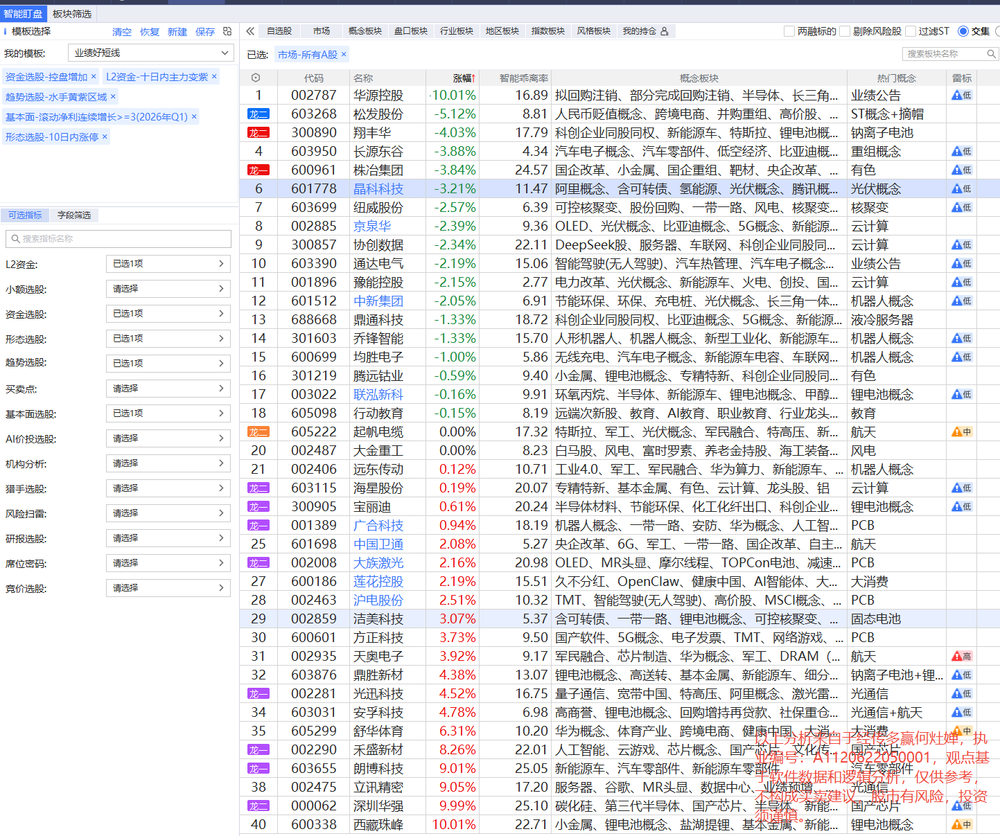 智能盯盘 板块筛选
模板选择 清空 恢复 新建 保存
我的模板: 业绩好短线
资金选股-控盘增加 × L2资金-十日内主力变紫 ×
趋势选股-水手黄紫区域 ×
基本面-滚动净利连续增长>=3(2026年Q1) ×
形态选股-10日内涨停 ×
可选指标 字段筛选
搜索指标名称
L2资金: 已选1项
小额选股: 请选择
资金选股: 已选1项
形态选股: 已选1项
趋势选股: 已选1项
买卖点: 请选择
基本面选股: 已选1项
AI价投选股: 请选择
机构分析: 请选择
猎手选股: 请选择
风险扫雷: 请选择
研报选股: 请选择
席位密码: 请选择
竞价选股: 请选择
自选股 市场 概念板块 盘口板块 行业板块 地区板块 指数板块 风格板块 我的持仓 两融标的 剔除风险股 过滤ST 交集
已选: 市场-所有A股 × 搜索板块名称
代码 名称 涨幅↑ 智能乖离率 概念板块 热门概念 雷标
1 002787 华源控股 -10.01% 16.89 拟回购注销、部分完成回购注销、半导体、长三角... 业绩公告 低
龙二 603268 松发股份 -5.12% 8.81 人民币贬值概念、跨境电商、并购重组、高价股、... ST概念+摘帽
龙二 300890 翔丰华 -4.03% 17.79 科创企业同股同权、新能源车、特斯拉、锂电池概... 钠离子电池
4 603950 长源东谷 -3.88% 4.34 汽车电子概念、汽车零部件、低空经济、比亚迪概... 重组概念 低
龙一 600961 株冶集团 -3.84% 24.57 国企改革、小金属、国企重组、靶材、央企改革、... 有色 低
6 601778 晶科科技 -3.21% 11.47 阿里概念、含可转债、氢能源、光伏概念、腾讯概... 光伏概念 低
7 603699 纽威股份 -2.57% 6.39 可控核聚变、股份回购、一带一路、风电、核聚变... 核聚变 低
8 002885 京泉华 -2.39% 9.36 OLED、光伏概念、比亚迪概念、5G概念、新能源... 云计算
9 300857 协创数据 -2.34% 22.11 DeepSeek股、服务器、车联网、科创企业同股同... 云计算 低
10 603390 通达电气 -2.19% 15.06 智能驾驶(无人驾驶)、汽车热管理、汽车电子概念... 业绩公告 低
11 001896 豫能控股 -2.15% 2.77 电力改革、光伏概念、新能源车、火电、创投、国... 云计算 低
12 601512 中新集团 -2.05% 6.91 节能环保、环保、充电桩、光伏概念、长三角一体... 机器人概念 低
13 688668 鼎通科技 -1.33% 18.72 科创企业同股同权、比亚迪概念、5G概念、新能源... 液冷服务器
14 301603 乔锋智能 -1.33% 15.70 人形机器人、机器人概念、新型工业化、新能源车... 机器人概念 低
15 600699 均胜电子 -1.00% 5.86 无线充电、汽车电子概念、新能源车电容、车联网... 机器人概念 低
16 301219 腾远钴业 -0.59% 9.40 小金属、锂电池概念、专精特新、科创企业同股同... 有色
17 003022 联泓新科 -0.16% 9.91 环氧丙烷、半导体、新能源车、锂电池概念、甲醇... 锂电池概念 低
18 605098 行动教育 -0.15% 8.19 远端次新股、教育、AI教育、职业教育、行业龙头... 教育
龙二 605222 起帆电缆 0.00% 17.32 特斯拉、军工、光伏概念、军民融合、特高压、新... 航天 中
20 002487 大金重工 0.00% 8.23 白马股、风电、富时罗素、养老金持股、海工装备... 风电
21 002406 远东传动 0.12% 10.71 工业4.0、军工、军民融合、华为算力、新能源车、... 机器人概念
龙二 603115 海星股份 0.19% 20.07 专精特新、基本金属、有色、云计算、龙头股、铝 云计算 低
龙一 300905 宝丽迪 0.61% 20.24 半导体材料、节能环保、化工化纤出口、科创企业... 锂电池概念 低
龙一 001389 广合科技 0.94% 18.19 机器人概念、一带一路、安防、华为概念、人工智... PCB
25 601698 中国卫通 2.08% 5.27 央企改革、6G、军工、一带一路、国企改革、自主... 航天
龙二 002008 大族激光 2.16% 20.98 OLED、MR头显、摩尔线程、TOPCon电池、减速... PCB
27 600186 莲花控股 2.19% 15.51 久不分红、OpenClaw、健康中国、AI智能体、大... 大消费
28 002463 沪电股份 2.51% 10.32 TMT、智能驾驶(无人驾驶)、高价股、MSCI概念、... PCB
29 002859 洁美科技 3.07% 5.37 含可转债、一带一路、锂电池概念、可控核聚变、... 固态电池
30 600601 方正科技 3.73% 9.50 国产软件、5G概念、电子发票、TMT、网络游戏、... PCB
31 002935 天奥电子 3.92% 9.17 军民融合、芯片制造、华为概念、军工、DRAM（... 航天 高
32 603876 鼎胜新材 4.38% 13.07 锂电池概念、高送转、基本金属、新能源车、细分... 钠离子电池+锂... 低
龙一 002281 光迅科技 4.52% 16.75 量子通信、宽带中国、特高压、阿里概念、激光雷... 光通信 低
34 603031 安孚科技 4.78% 6.98 高商誉、锂电池概念、回购增持再贷款、社保重仓... 光通信+航天 低
35 605299 舒华体育 6.31% 10.20 华为概念、体育产业、跨境电商、健康中国、大消... 大消费 中
龙一 002290 禾盛新材 8.26% 22.01 人工智能、云游戏、芯片概念、国产芯片、文化传... 国产芯片
龙一 603655 朗博科技 9.01% 25.05 新能源车、汽车零部件、新能源车零部件 汽车零部件
38 002475 立讯精密 9.05% 17.20 服务器、谷歌、MR头显、数据中心、业绩预增、... 光通信
龙二 000062 深圳华强 9.99% 25.10 碳化硅、第三代半导体、国产芯片、半导体、新能... 国产芯片 低
40 600338 西藏珠峰 10.01% 22.71 小金属、锂电池概念、盐湖提锂、基本金属、新能... 锂电池概念 中
以上分析来自于经传多赢何灶婵，执
业编号：A1120622050001，观点基
于软件数据和逻辑分析，仅供参考，
不构成买卖建议，股市有风险，投资
须谨慎。